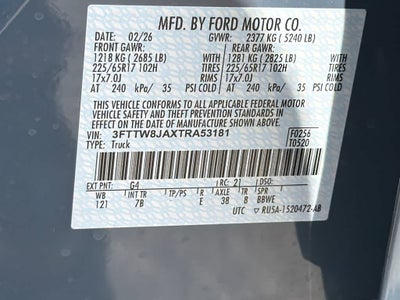 MFD. BY FORD MOTOR CO.
DATE: 02/26 GVWR: 2377 KG ( 5240 LB)
FRONT GAWR: REAR GAWR:
1218 KG ( 2685 LB) 1281 KG ( 2825 LB)
225/65R17 102H TIRES 225/65R17 102H
17x7.0J RIMS 17x7.0J
AT 240 kPa/ 35 PSI COLD AT 240 kPa/ 35 PSI COLD
THIS VEHICLE CONFORMS TO ALL APPLICABLE FEDERAL MOTOR
VEHICLE SAFETY AND THEFT PREVENTION STANDARDS IN EFFECT ON THE
DATE OF MANUFACTURE SHOWN ABOVE.
VIN: 3FTTW8JAXTRA53181 F0256
TYPE: Truck T0520
EXT PNT: G4 RC: 21 DSO:
WB INT TR TP/PS R AXLE TR SPR
121 7B E 38 8 BBWE
UTC RU5A-1520472-AB